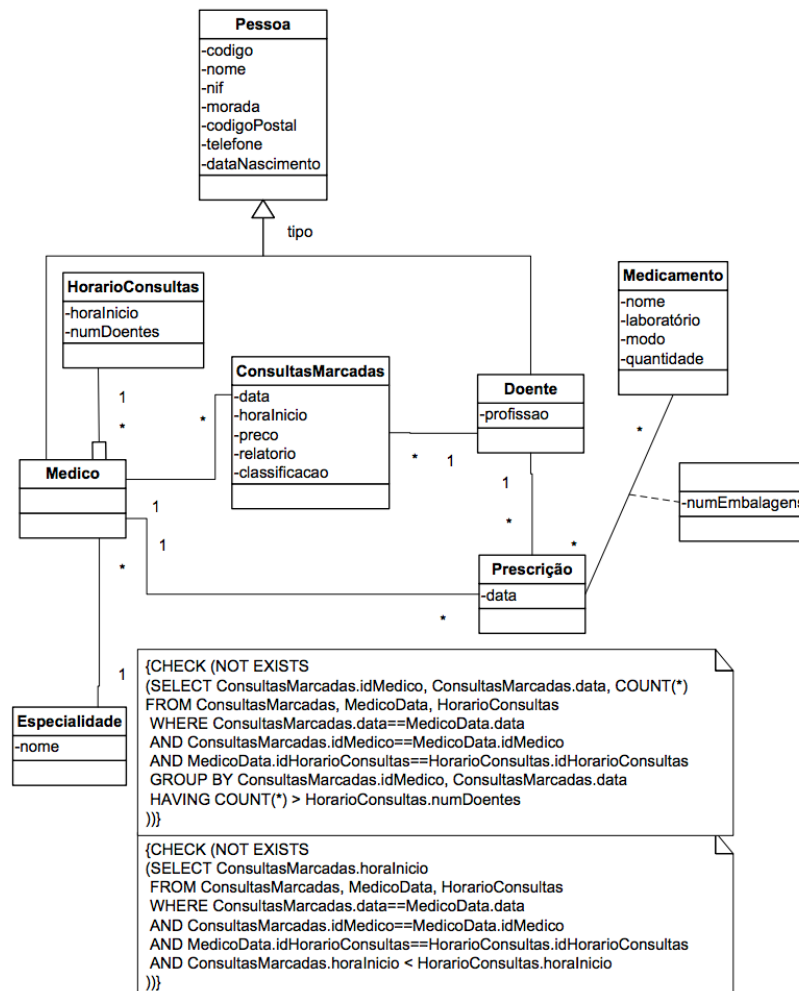 Pessoa
-codigo
-nome
-nif
-morada
-codigoPostal
-telefone
-dataNascimento
tipo
HorarioConsultas
-horaInicio
-numDoentes
Medicamento
-nome
-laboratório
-modo
-quantidade
ConsultasMarcadas
-data
-horaInicio
-preco
-relatorio
-classificacao
Doente
-profissao
1
*
*
*
*
1
Medico
1
1
1
*
-numEmbalagens
*
*
Prescrição
-data
*
1
Especialidade
-nome
{CHECK (NOT EXISTS
(SELECT ConsultasMarcadas.idMedico, ConsultasMarcadas.data, COUNT(*)
FROM ConsultasMarcadas, MedicoData, HorarioConsultas
WHERE ConsultasMarcadas.data==MedicoData.data
AND ConsultasMarcadas.idMedico==MedicoData.idMedico
AND MedicoData.idHorarioConsultas==HorarioConsultas.idHorarioConsultas
GROUP BY ConsultasMarcadas.idMedico, ConsultasMarcadas.data
HAVING COUNT(*) > HorarioConsultas.numDoentes
))}
{CHECK (NOT EXISTS
(SELECT ConsultasMarcadas.horaInicio
FROM ConsultasMarcadas, MedicoData, HorarioConsultas
WHERE ConsultasMarcadas.data==MedicoData.data
AND ConsultasMarcadas.idMedico==MedicoData.idMedico
AND MedicoData.idHorarioConsultas==HorarioConsultas.idHorarioConsultas
AND ConsultasMarcadas.horaInicio < HorarioConsultas.horaInicio
))}